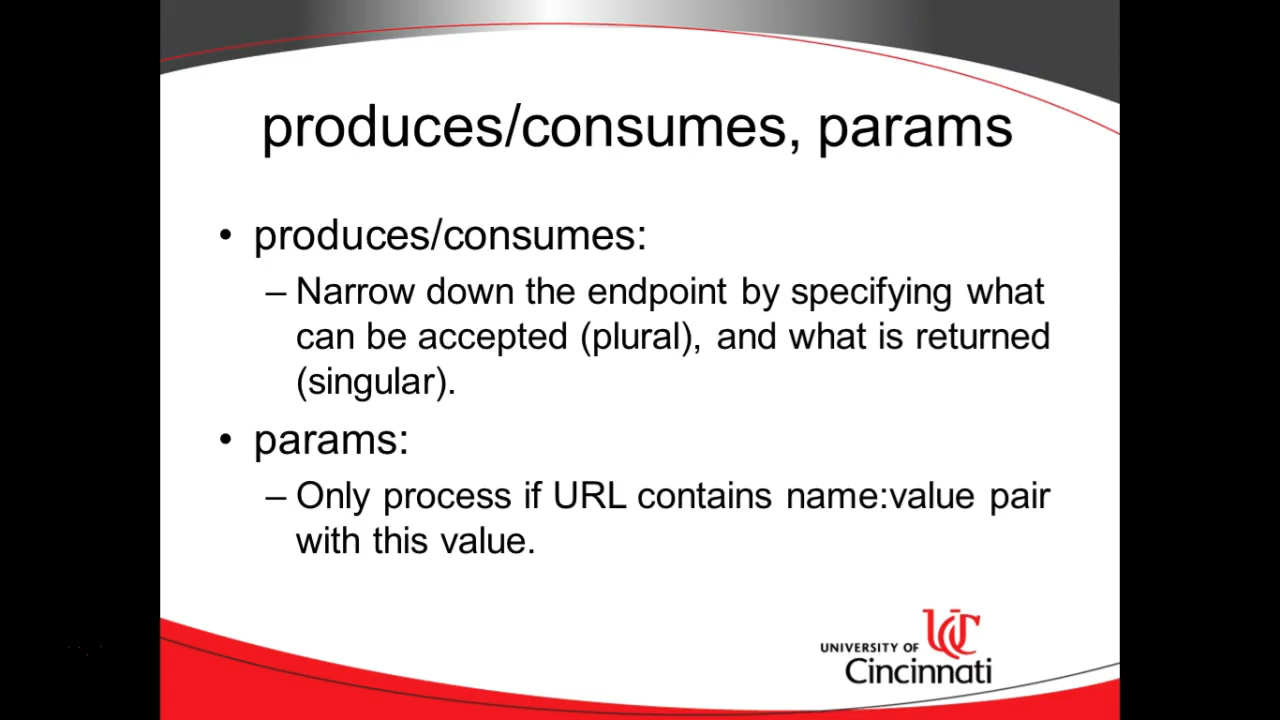 produces/consumes, params
• produces/consumes:
– Narrow down the endpoint by specifying what
can be accepted (plural), and what is returned
(singular).
• params:
– Only process if URL contains name:value pair
with this value.
UC
UNIVERSITY OF
Cincinnati